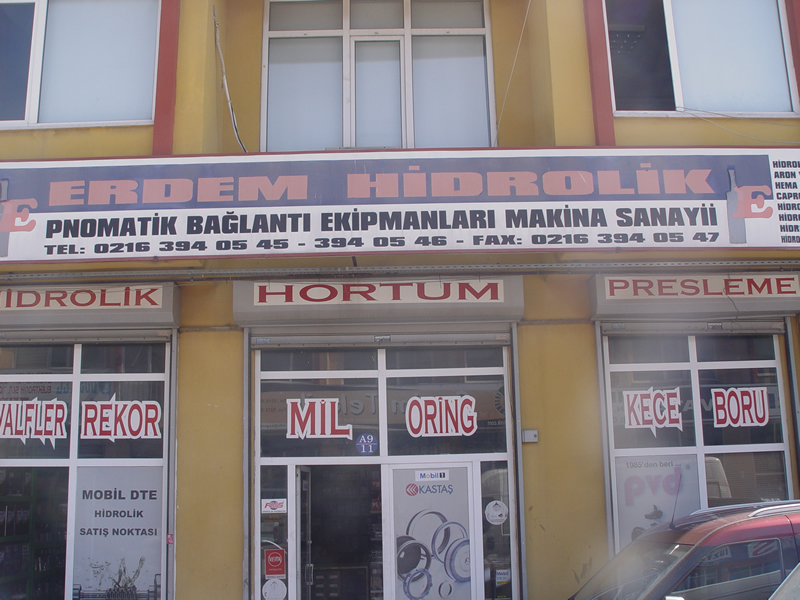 ERDEM HİDROLİK
E
E
PNOMATİK BAĞLANTI EKİPMANLARI MAKİNA SANAYİİ
TEL: 0216 394 05 45 - 394 05 46 - FAX: 0216 394 05 47
HİDROLİK
HORTUM
PRESLEME
VALFLER
REKOR
MİL
ORİNG
KEÇE
BORU
A9
11
MOBİL DTE
HİDROLİK
SATIŞ NOKTASI
Mobil 1
KASTAŞ